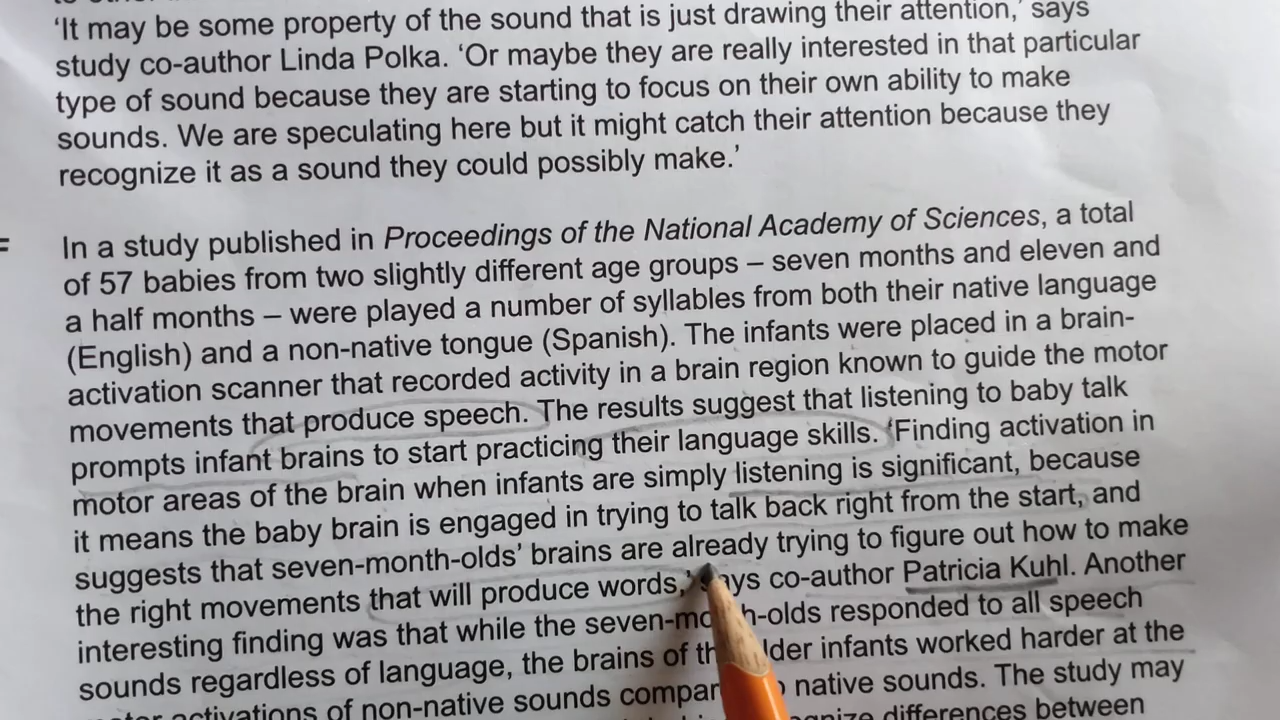 ‘It may be some property of the sound that is just drawing their attention,’ says
study co-author Linda Polka. ‘Or maybe they are really interested in that particular
type of sound because they are starting to focus on their own ability to make
sounds. We are speculating here but it might catch their attention because they
recognize it as a sound they could possibly make.’
In a study published in Proceedings of the National Academy of Sciences, a total
of 57 babies from two slightly different age groups – seven months and eleven and
a half months – were played a number of syllables from both their native language
(English) and a non-native tongue (Spanish). The infants were placed in a brain-
activation scanner that recorded activity in a brain region known to guide the motor
movements that produce speech. The results suggest that listening to baby talk
prompts infant brains to start practicing their language skills. ‘Finding activation in
motor areas of the brain when infants are simply listening is significant, because
it means the baby brain is engaged in trying to talk back right from the start, and
suggests that seven-month-olds’ brains are already trying to figure out how to make
the right movements that will produce words,’ says co-author Patricia Kuhl. Another
interesting finding was that while the seven-month-olds responded to all speech
sounds regardless of language, the brains of the older infants worked harder at the
activations of non-native sounds native sounds. The study may
differences between